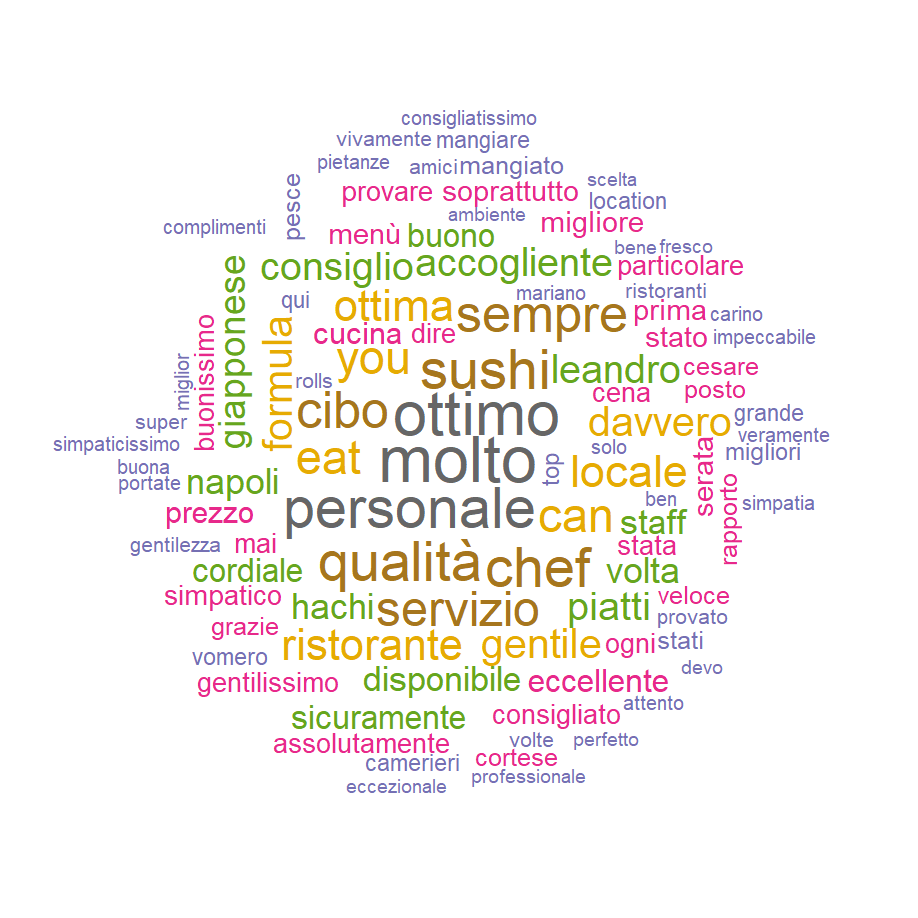 consigliatissimo
vivamente mangiare
pietanze amici mangiato
pesce provare soprattutto scelta
location
complimenti menù buono ambiente migliore
bene fresco
giapponese consiglio accogliente particolare
qui ottima mariano ristoranti
formula sempre prima carino
buonissimo cucina dire stato impeccabile
miglior you
rolls sushi leandro cesare
cena posto
super cibo ottimo davvero grande
simpaticissimo veramente
buona eat molto top solo serata migliori
portate napoli locale rapporto
prezzo personale can ben simpatia
staff
gentilezza mai stata
cordiale qualità chef volta
simpatico veloce
hachi servizio piatti provato
grazie
vomero ristorante gentile ogni stati
gentilissimo disponibile eccellente devo
attento
sicuramente consigliato
assolutamente volte perfetto
camerieri cortese
eccezionale professionale